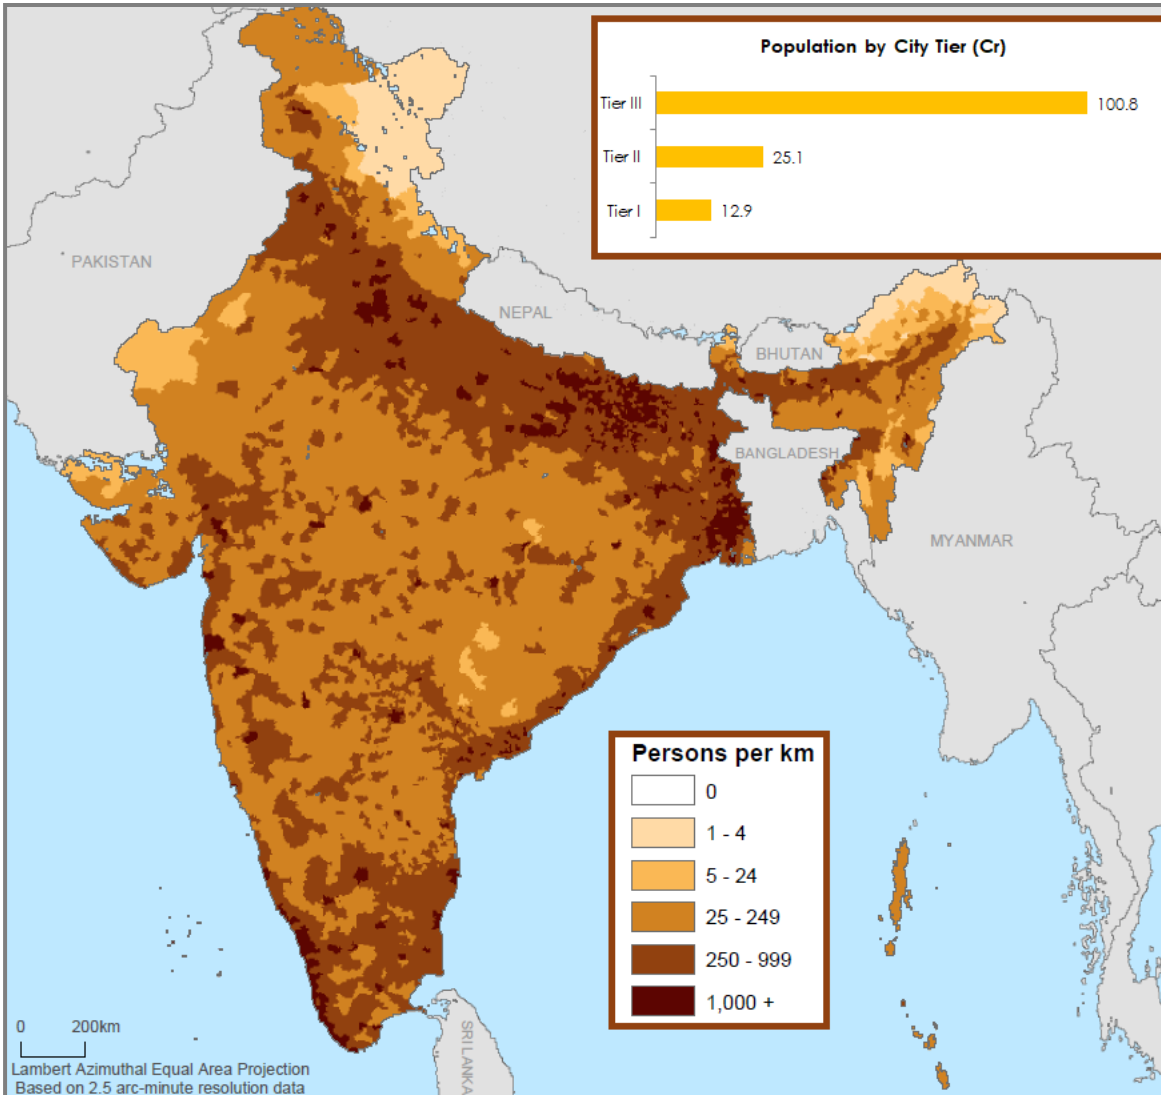 Population by City Tier (Cr)
Tier III
100.8
Tier II
25.1
Tier I
12.9
PAKISTAN
NEPAL
BHUTAN
BANGLADESH
MYANMAR
Persons per km
0
1 - 4
5 - 24
25 - 249
250 - 999
1,000 +
0 200km
SRI LANKA
Lambert Azimuthal Equal Area Projection
Based on 2.5 arc-minute resolution data